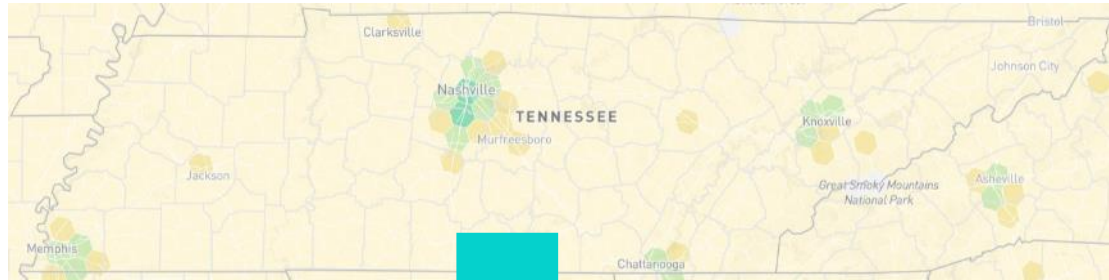 Bristol
Clarksville
Johnson City
Nashville
TENNESSEE
Knoxville
Murfreesboro
Jackson
Asheville
Great Smoky Mountains
National Park
Memphis
Chattanooga